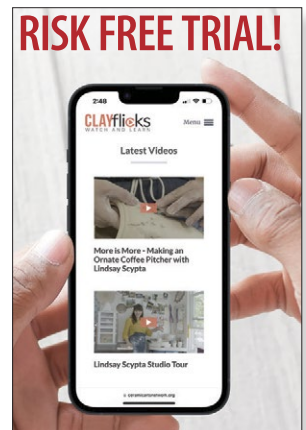 RISK FREE TRIAL!
2:48
CLAYflicks
WATCH AND LEARN
Menu
Latest Videos
More is More - Making an
Ornate Coffee Pitcher with
Lindsay Scypta
Lindsay Scypta Studio Tour
ceramicartsnetwork.org